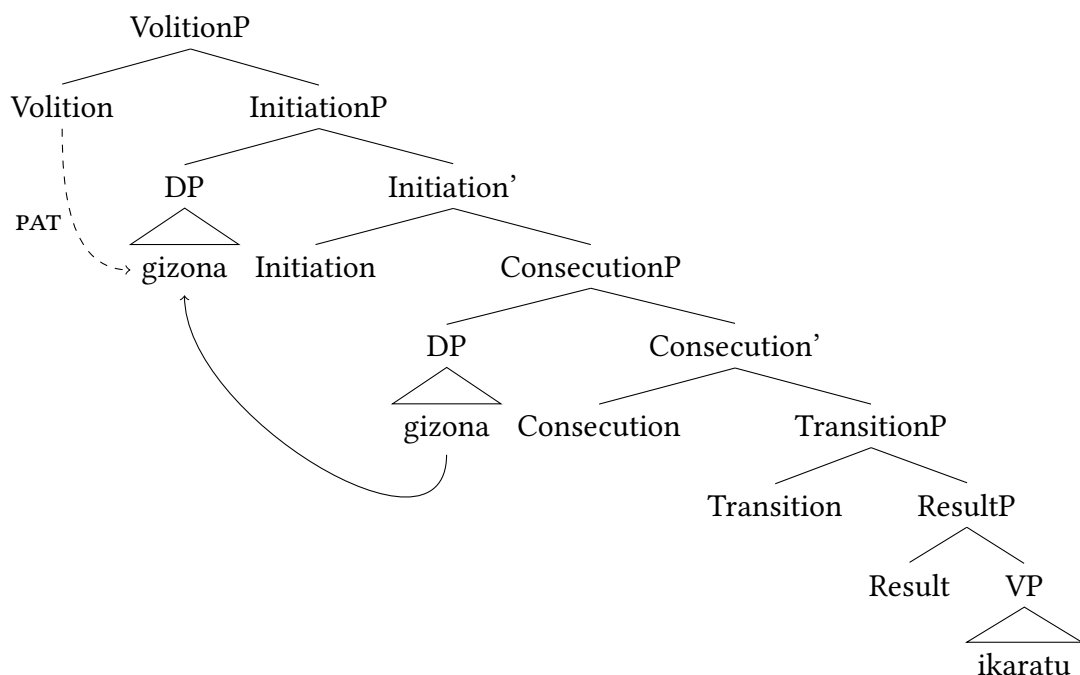 VolitionP
Volition InitiationP
DP Initiation’
PAT
gizona Initiation ConsecutionP
DP Consecution’
gizona Consecution TransitionP
Transition ResultP
Result VP
ikaratu